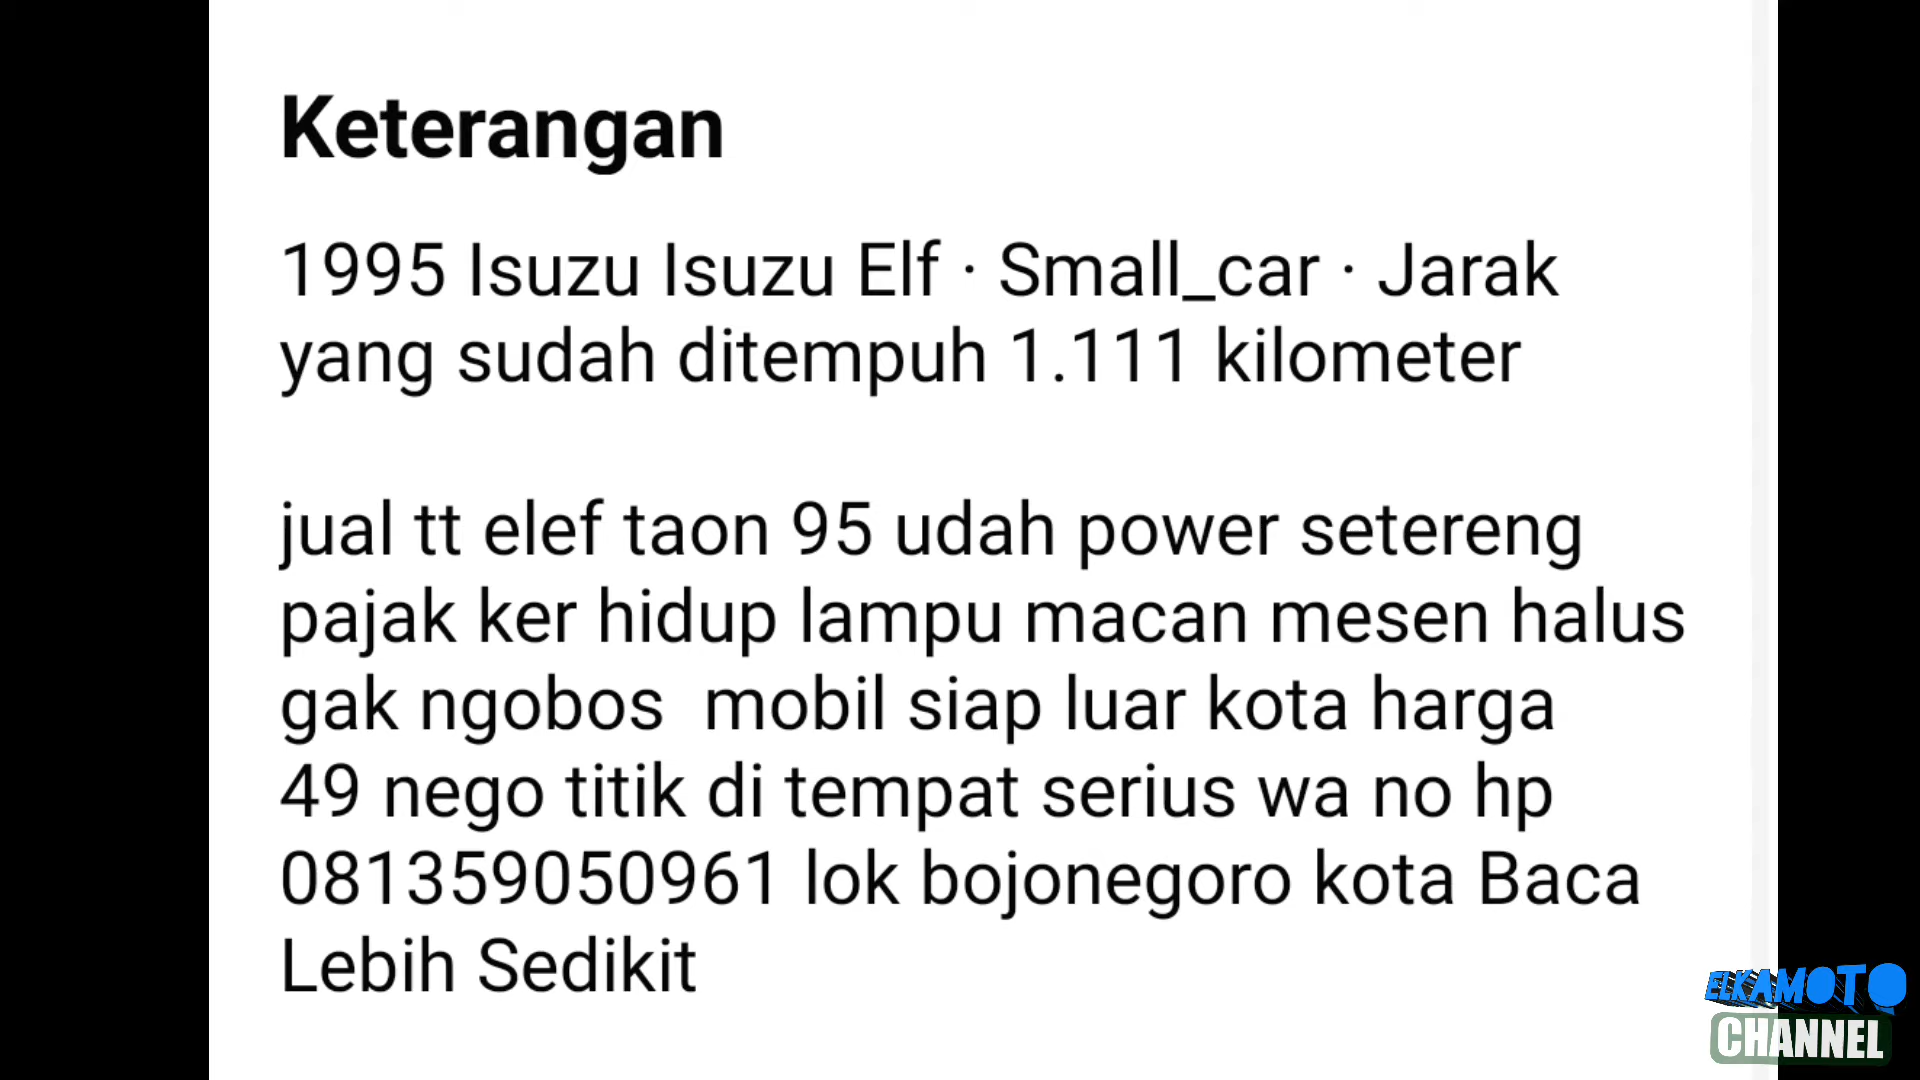 Keterangan
1995 Isuzu Isuzu Elf · Small_car · Jarak
yang sudah ditempuh 1.111 kilometer
jual tt elef taon 95 udah power setereng
pajak ker hidup lampu macan mesen halus
gak ngobos  mobil siap luar kota harga
49 nego titik di tempat serius wa no hp
081359050961 lok bojonegoro kota Baca
Lebih Sedikit
ELKAMOTO
CHANNEL